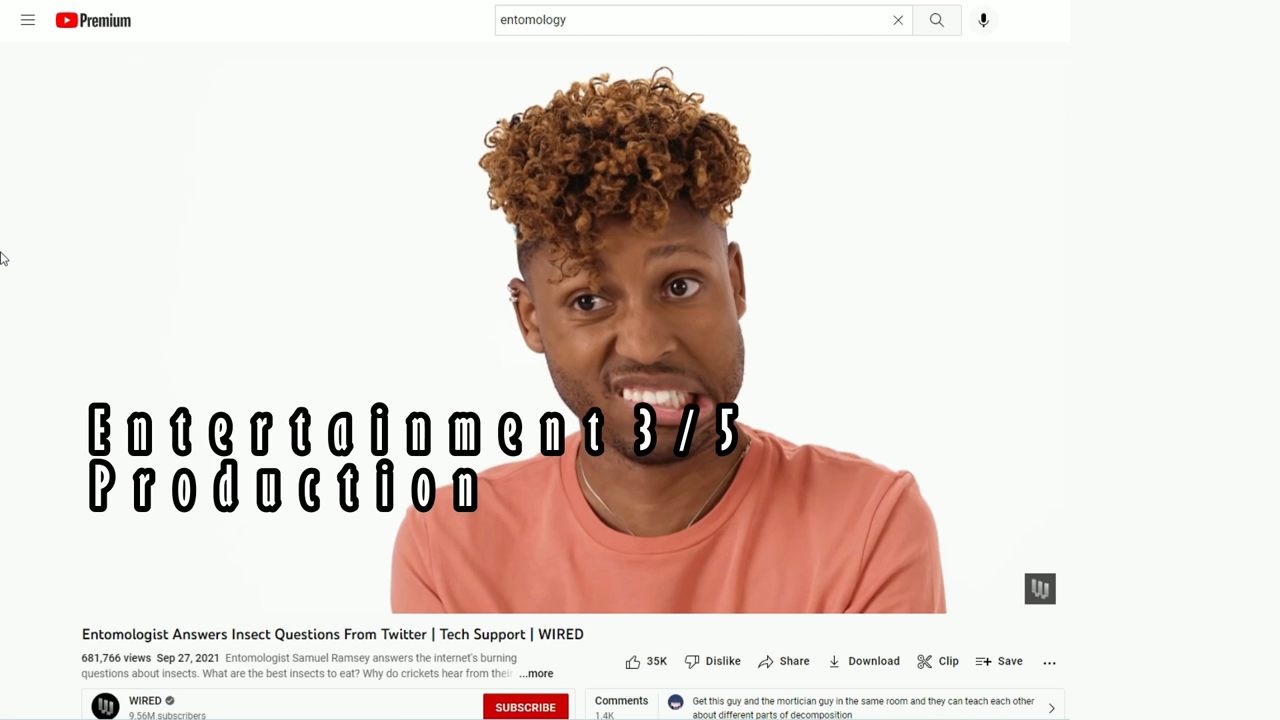 Premium
entomology
Entertainment 3/5
Production
Entomologist Answers Insect Questions From Twitter | Tech Support | WIRED
681,766 views Sep 27, 2021 Entomologist Samuel Ramsey answers the internet's burning
questions about insects. What are the best insects to eat? Why do crickets hear from their ...more
35K Dislike Share Download Clip Save
WIRED
9.56M subscribers
SUBSCRIBE
Comments
1.4K
Get this guy and the mortician guy in the same room and they can teach each other
about different parts of decomposition